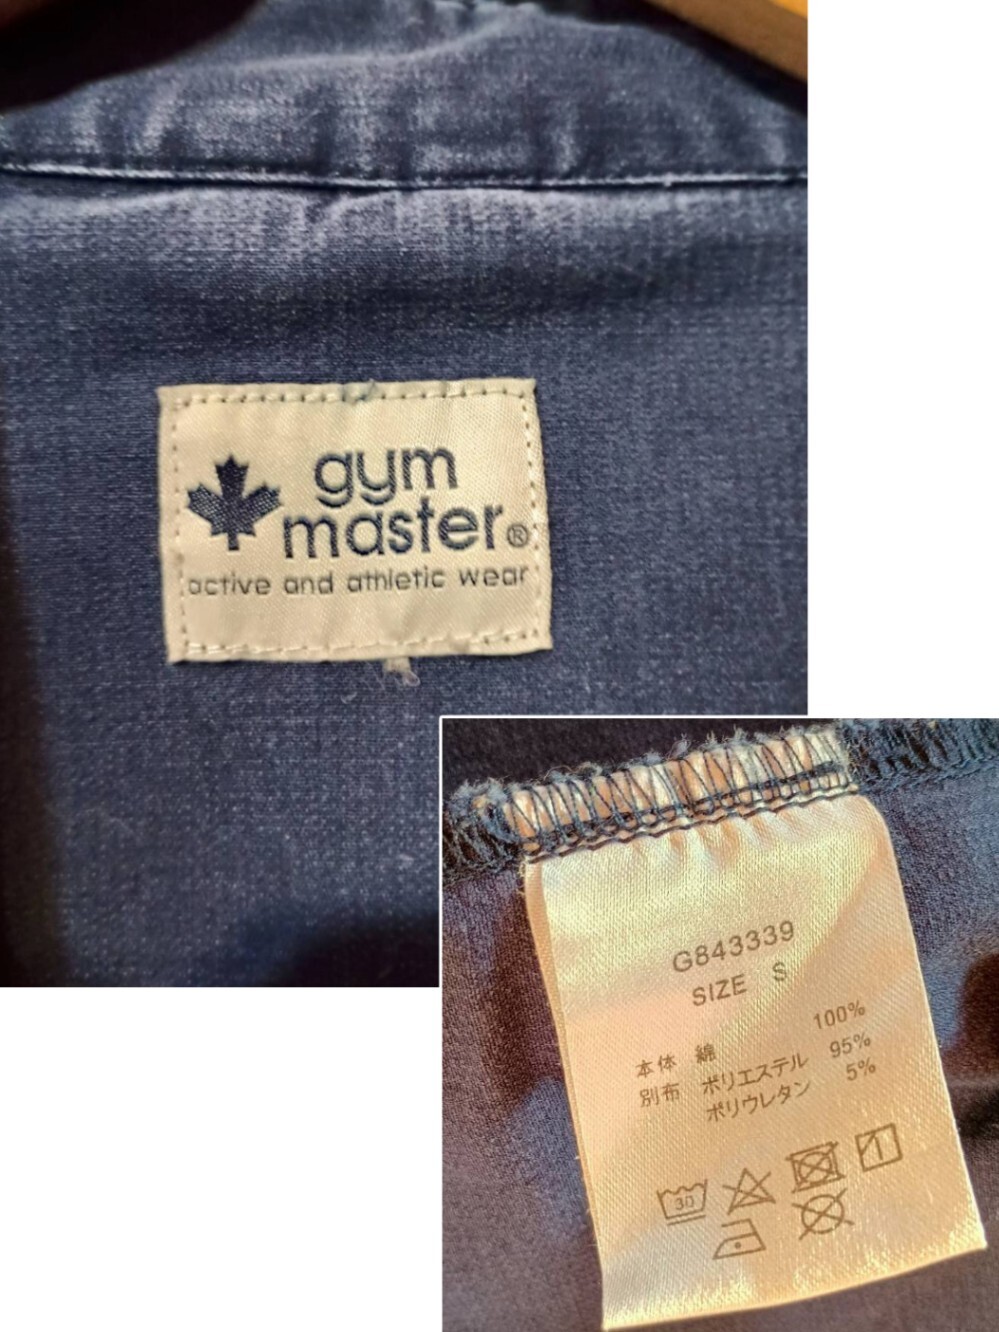 gym
master®
active and athletic wear
G843339
SIZE S
本体 綿 100%
別布 ポリエステル 95%
ポリウレタン 5%
30